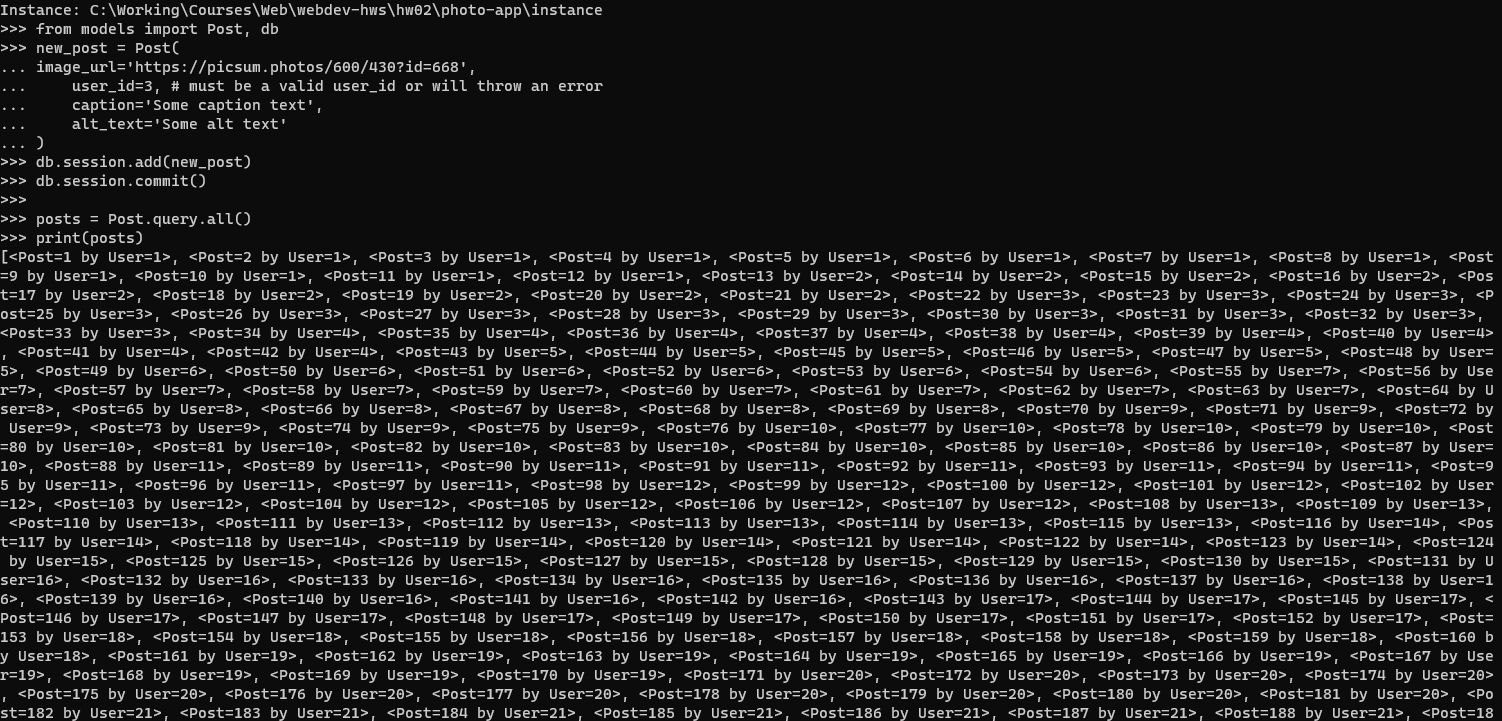 Instance: C:\Working\Courses\Web\webdev-hws\hw02\photo-app\instance
>>> from models import Post, db
>>> new_post = Post(
... image_url='https://picsum.photos/600/430?id=668',
...     user_id=3, # must be a valid user_id or will throw an error
...     caption='Some caption text',
...     alt_text='Some alt text'
... )
>>> db.session.add(new_post)
>>> db.session.commit()
>>>
>>> posts = Post.query.all()
>>> print(posts)
[<Post=1 by User=1>, <Post=2 by User=1>, <Post=3 by User=1>, <Post=4 by User=1>, <Post=5 by User=1>, <Post=6 by User=1>, <Post=7 by User=1>, <Post=8 by User=1>, <Post
=9 by User=1>, <Post=10 by User=1>, <Post=11 by User=1>, <Post=12 by User=1>, <Post=13 by User=2>, <Post=14 by User=2>, <Post=15 by User=2>, <Post=16 by User=2>, <Pos
t=17 by User=2>, <Post=18 by User=2>, <Post=19 by User=2>, <Post=20 by User=2>, <Post=21 by User=2>, <Post=22 by User=3>, <Post=23 by User=3>, <Post=24 by User=3>, <P
ost=25 by User=3>, <Post=26 by User=3>, <Post=27 by User=3>, <Post=28 by User=3>, <Post=29 by User=3>, <Post=30 by User=3>, <Post=31 by User=3>, <Post=32 by User=3>,
<Post=33 by User=3>, <Post=34 by User=4>, <Post=35 by User=4>, <Post=36 by User=4>, <Post=37 by User=4>, <Post=38 by User=4>, <Post=39 by User=4>, <Post=40 by User=4>
, <Post=41 by User=4>, <Post=42 by User=4>, <Post=43 by User=5>, <Post=44 by User=5>, <Post=45 by User=5>, <Post=46 by User=5>, <Post=47 by User=5>, <Post=48 by User=
5>, <Post=49 by User=6>, <Post=50 by User=6>, <Post=51 by User=6>, <Post=52 by User=6>, <Post=53 by User=6>, <Post=54 by User=6>, <Post=55 by User=7>, <Post=56 by Use
r=7>, <Post=57 by User=7>, <Post=58 by User=7>, <Post=59 by User=7>, <Post=60 by User=7>, <Post=61 by User=7>, <Post=62 by User=7>, <Post=63 by User=7>, <Post=64 by U
ser=8>, <Post=65 by User=8>, <Post=66 by User=8>, <Post=67 by User=8>, <Post=68 by User=8>, <Post=69 by User=8>, <Post=70 by User=9>, <Post=71 by User=9>, <Post=72 by
 User=9>, <Post=73 by User=9>, <Post=74 by User=9>, <Post=75 by User=9>, <Post=76 by User=10>, <Post=77 by User=10>, <Post=78 by User=10>, <Post=79 by User=10>, <Post
=80 by User=10>, <Post=81 by User=10>, <Post=82 by User=10>, <Post=83 by User=10>, <Post=84 by User=10>, <Post=85 by User=10>, <Post=86 by User=10>, <Post=87 by User=
10>, <Post=88 by User=11>, <Post=89 by User=11>, <Post=90 by User=11>, <Post=91 by User=11>, <Post=92 by User=11>, <Post=93 by User=11>, <Post=94 by User=11>, <Post=9
5 by User=11>, <Post=96 by User=11>, <Post=97 by User=11>, <Post=98 by User=12>, <Post=99 by User=12>, <Post=100 by User=12>, <Post=101 by User=12>, <Post=102 by User
=12>, <Post=103 by User=12>, <Post=104 by User=12>, <Post=105 by User=12>, <Post=106 by User=12>, <Post=107 by User=12>, <Post=108 by User=13>, <Post=109 by User=13>,
 <Post=110 by User=13>, <Post=111 by User=13>, <Post=112 by User=13>, <Post=113 by User=13>, <Post=114 by User=13>, <Post=115 by User=13>, <Post=116 by User=14>, <Pos
t=117 by User=14>, <Post=118 by User=14>, <Post=119 by User=14>, <Post=120 by User=14>, <Post=121 by User=14>, <Post=122 by User=14>, <Post=123 by User=14>, <Post=124
 by User=15>, <Post=125 by User=15>, <Post=126 by User=15>, <Post=127 by User=15>, <Post=128 by User=15>, <Post=129 by User=15>, <Post=130 by User=15>, <Post=131 by U
ser=16>, <Post=132 by User=16>, <Post=133 by User=16>, <Post=134 by User=16>, <Post=135 by User=16>, <Post=136 by User=16>, <Post=137 by User=16>, <Post=138 by User=1
6>, <Post=139 by User=16>, <Post=140 by User=16>, <Post=141 by User=16>, <Post=142 by User=16>, <Post=143 by User=17>, <Post=144 by User=17>, <Post=145 by User=17>, <
Post=146 by User=17>, <Post=147 by User=17>, <Post=148 by User=17>, <Post=149 by User=17>, <Post=150 by User=17>, <Post=151 by User=17>, <Post=152 by User=17>, <Post=
153 by User=18>, <Post=154 by User=18>, <Post=155 by User=18>, <Post=156 by User=18>, <Post=157 by User=18>, <Post=158 by User=18>, <Post=159 by User=18>, <Post=160 b
y User=18>, <Post=161 by User=19>, <Post=162 by User=19>, <Post=163 by User=19>, <Post=164 by User=19>, <Post=165 by User=19>, <Post=166 by User=19>, <Post=167 by Use
r=19>, <Post=168 by User=19>, <Post=169 by User=19>, <Post=170 by User=19>, <Post=171 by User=20>, <Post=172 by User=20>, <Post=173 by User=20>, <Post=174 by User=20>
, <Post=175 by User=20>, <Post=176 by User=20>, <Post=177 by User=20>, <Post=178 by User=20>, <Post=179 by User=20>, <Post=180 by User=20>, <Post=181 by User=20>, <Po
st=182 by User=21>, <Post=183 by User=21>, <Post=184 by User=21>, <Post=185 by User=21>, <Post=186 by User=21>, <Post=187 by User=21>, <Post=188 by User=21>, <Post=18